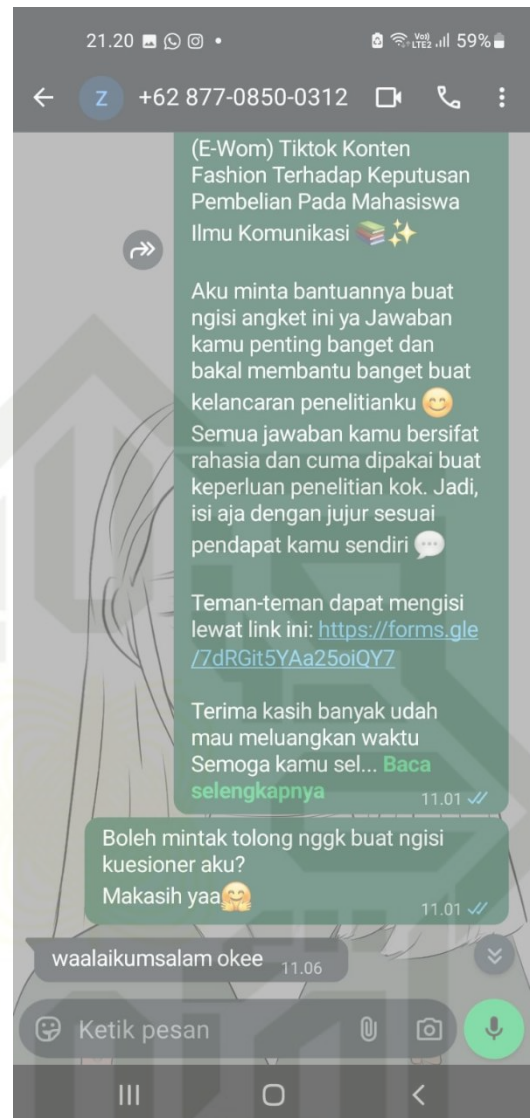 21.20
Vo)) LTE2 59%
Z +62 877-0850-0312
(E-Wom) Tiktok Konten
Fashion Terhadap Keputusan
Pembelian Pada Mahasiswa
Ilmu Komunikasi 📚✨
Aku minta bantuannya buat
ngisi angket ini ya Jawaban
kamu penting banget dan
bakal membantu banget buat
kelancaran penelitianku 😊
Semua jawaban kamu bersifat
rahasia dan cuma dipakai buat
keperluan penelitian kok. Jadi,
isi aja dengan jujur sesuai
pendapat kamu sendiri 💬
Teman-teman dapat mengisi
lewat link ini: https://forms.gle
/7dRGit5YAa25oiQY7
Terima kasih banyak udah
mau meluangkan waktu
Semoga kamu sel... Baca
selengkapnya 11.01
Boleh mintak tolong nggk buat ngisi
kuesioner aku?
Makasih yaa🤗 11.01
waalaikumsalam okee 11.06
Ketik pesan